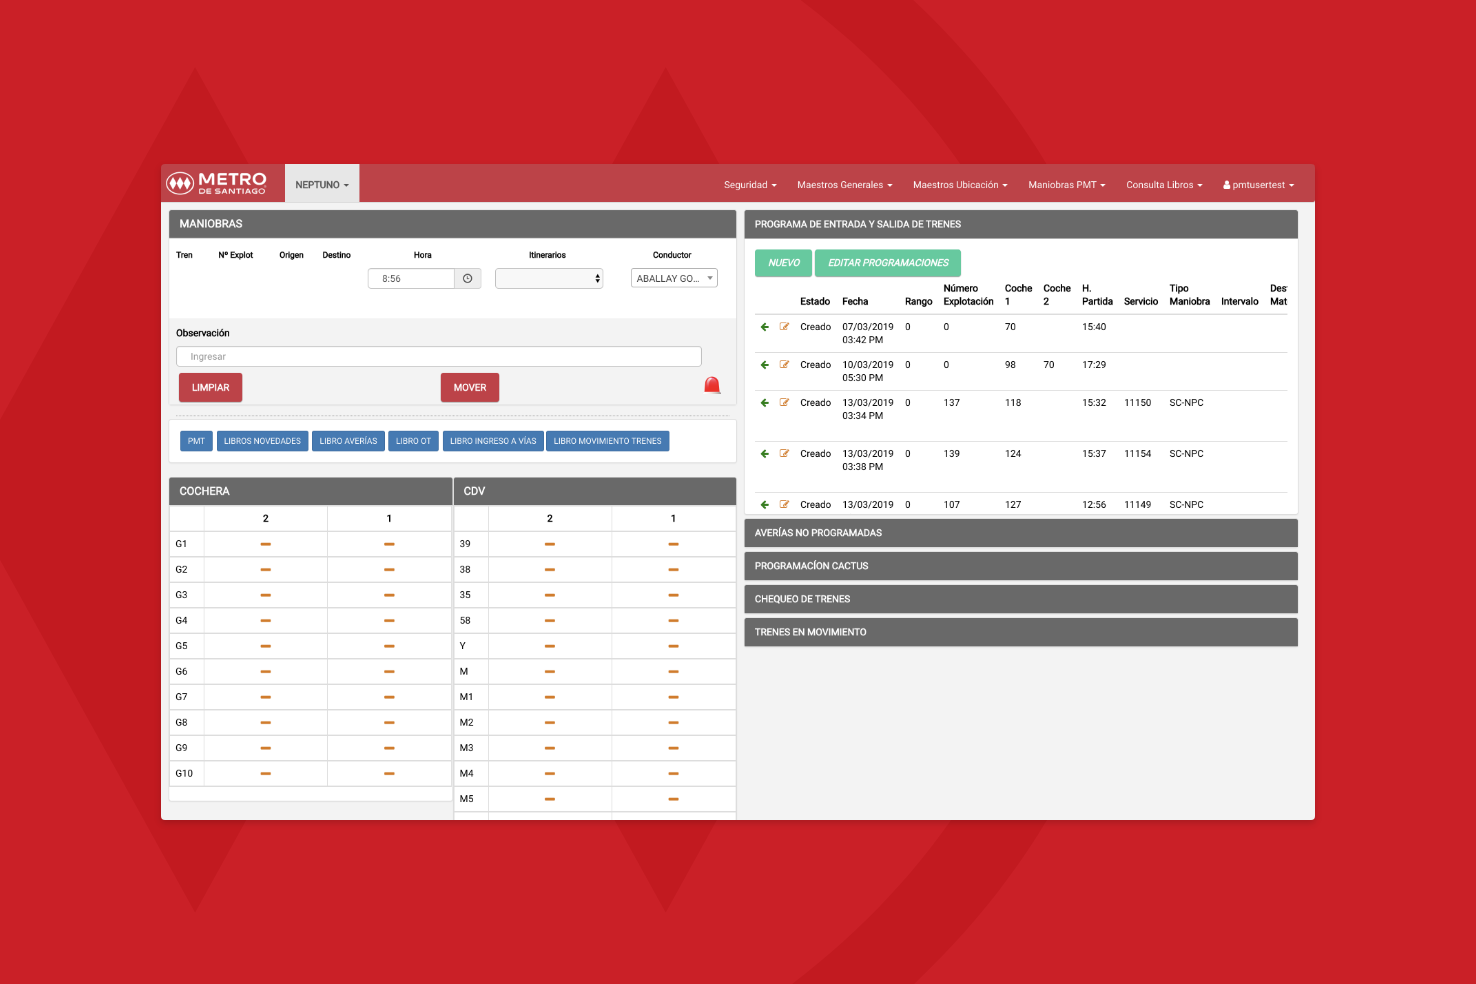 METRO
DE SANTIAGO
NEPTUNO
Seguridad
Maestros Generales
Maestros Ubicación
Maniobras PMT
Consulta Libros
pmtusertest
MANIOBRAS
Tren Nº Explot Origen Destino Hora Itinerarios Conductor
8:56 ABALLAY GO...
Observación
Ingresar
LIMPIAR MOVER
PMT LIBROS NOVEDADES LIBRO AVERÍAS LIBRO OT LIBRO INGRESO A VÍAS LIBRO MOVIMIENTO TRENES
COCHERA
2 1
G1
G2
G3
G4
G5
G6
G7
G8
G9
G10
CDV
2 1
39
38
35
58
Y
M
M1
M2
M3
M4
M5
PROGRAMA DE ENTRADA Y SALIDA DE TRENES
NUEVO EDITAR PROGRAMACIONES
Número Coche Coche H. Tipo Des
Estado Fecha Rango Explotación 1 2 Partida Servicio Maniobra Intervalo Mat
Creado 07/03/2019 0 0 70 15:40
03:42 PM
Creado 10/03/2019 0 0 98 70 17:29
05:30 PM
Creado 13/03/2019 0 137 118 15:32 11150 SC-NPC
03:34 PM
Creado 13/03/2019 0 139 124 15:37 11154 SC-NPC
03:38 PM
Creado 13/03/2019 0 107 127 12:56 11149 SC-NPC
AVERÍAS NO PROGRAMADAS
PROGRAMACÍON CACTUS
CHEQUEO DE TRENES
TRENES EN MOVIMIENTO